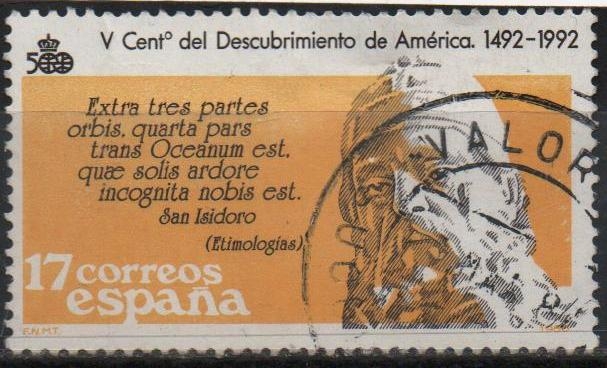 V Centº del Descubrimiento de América. 1492-1992
500
Extra tres partes
orbis, quarta pars
trans Oceanum est,
quæ solis ardore
incognita nobis est.
San Isidoro
(Etimologías)
VALOR
17 correos
españa
F.N.M.T.